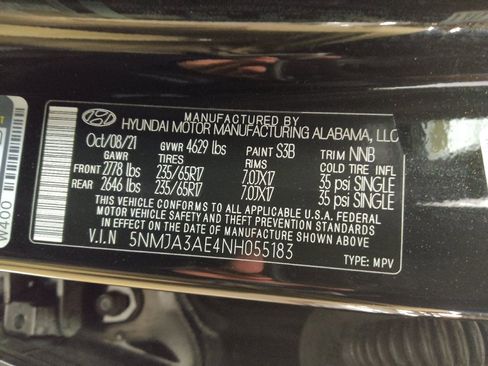 MANUFACTURED BY
HYUNDAI MOTOR MANUFACTURING ALABAMA, LLC
Oct/08/21 GVWR 4629 lbs PAINT S3B TRIM NNB
GAWR TIRES RIMS COLD TIRE INFL
FRONT 2778 lbs 235/65R17 7.0JX17 35 psi SINGLE
REAR 2646 lbs 235/65R17 7.0JX17 35 psi SINGLE
THIS VEHICLE CONFORMS TO ALL APPLICABLE U.S.A. FEDERAL
MOTOR VEHICLE SAFETY AND THEFT PREVENTION STANDARDS
IN EFFECT ON THE DATE OF MANUFACTURE SHOWN ABOVE.
V.I.N 5NMJA3AE4NH055183
TYPE: MPV
W400